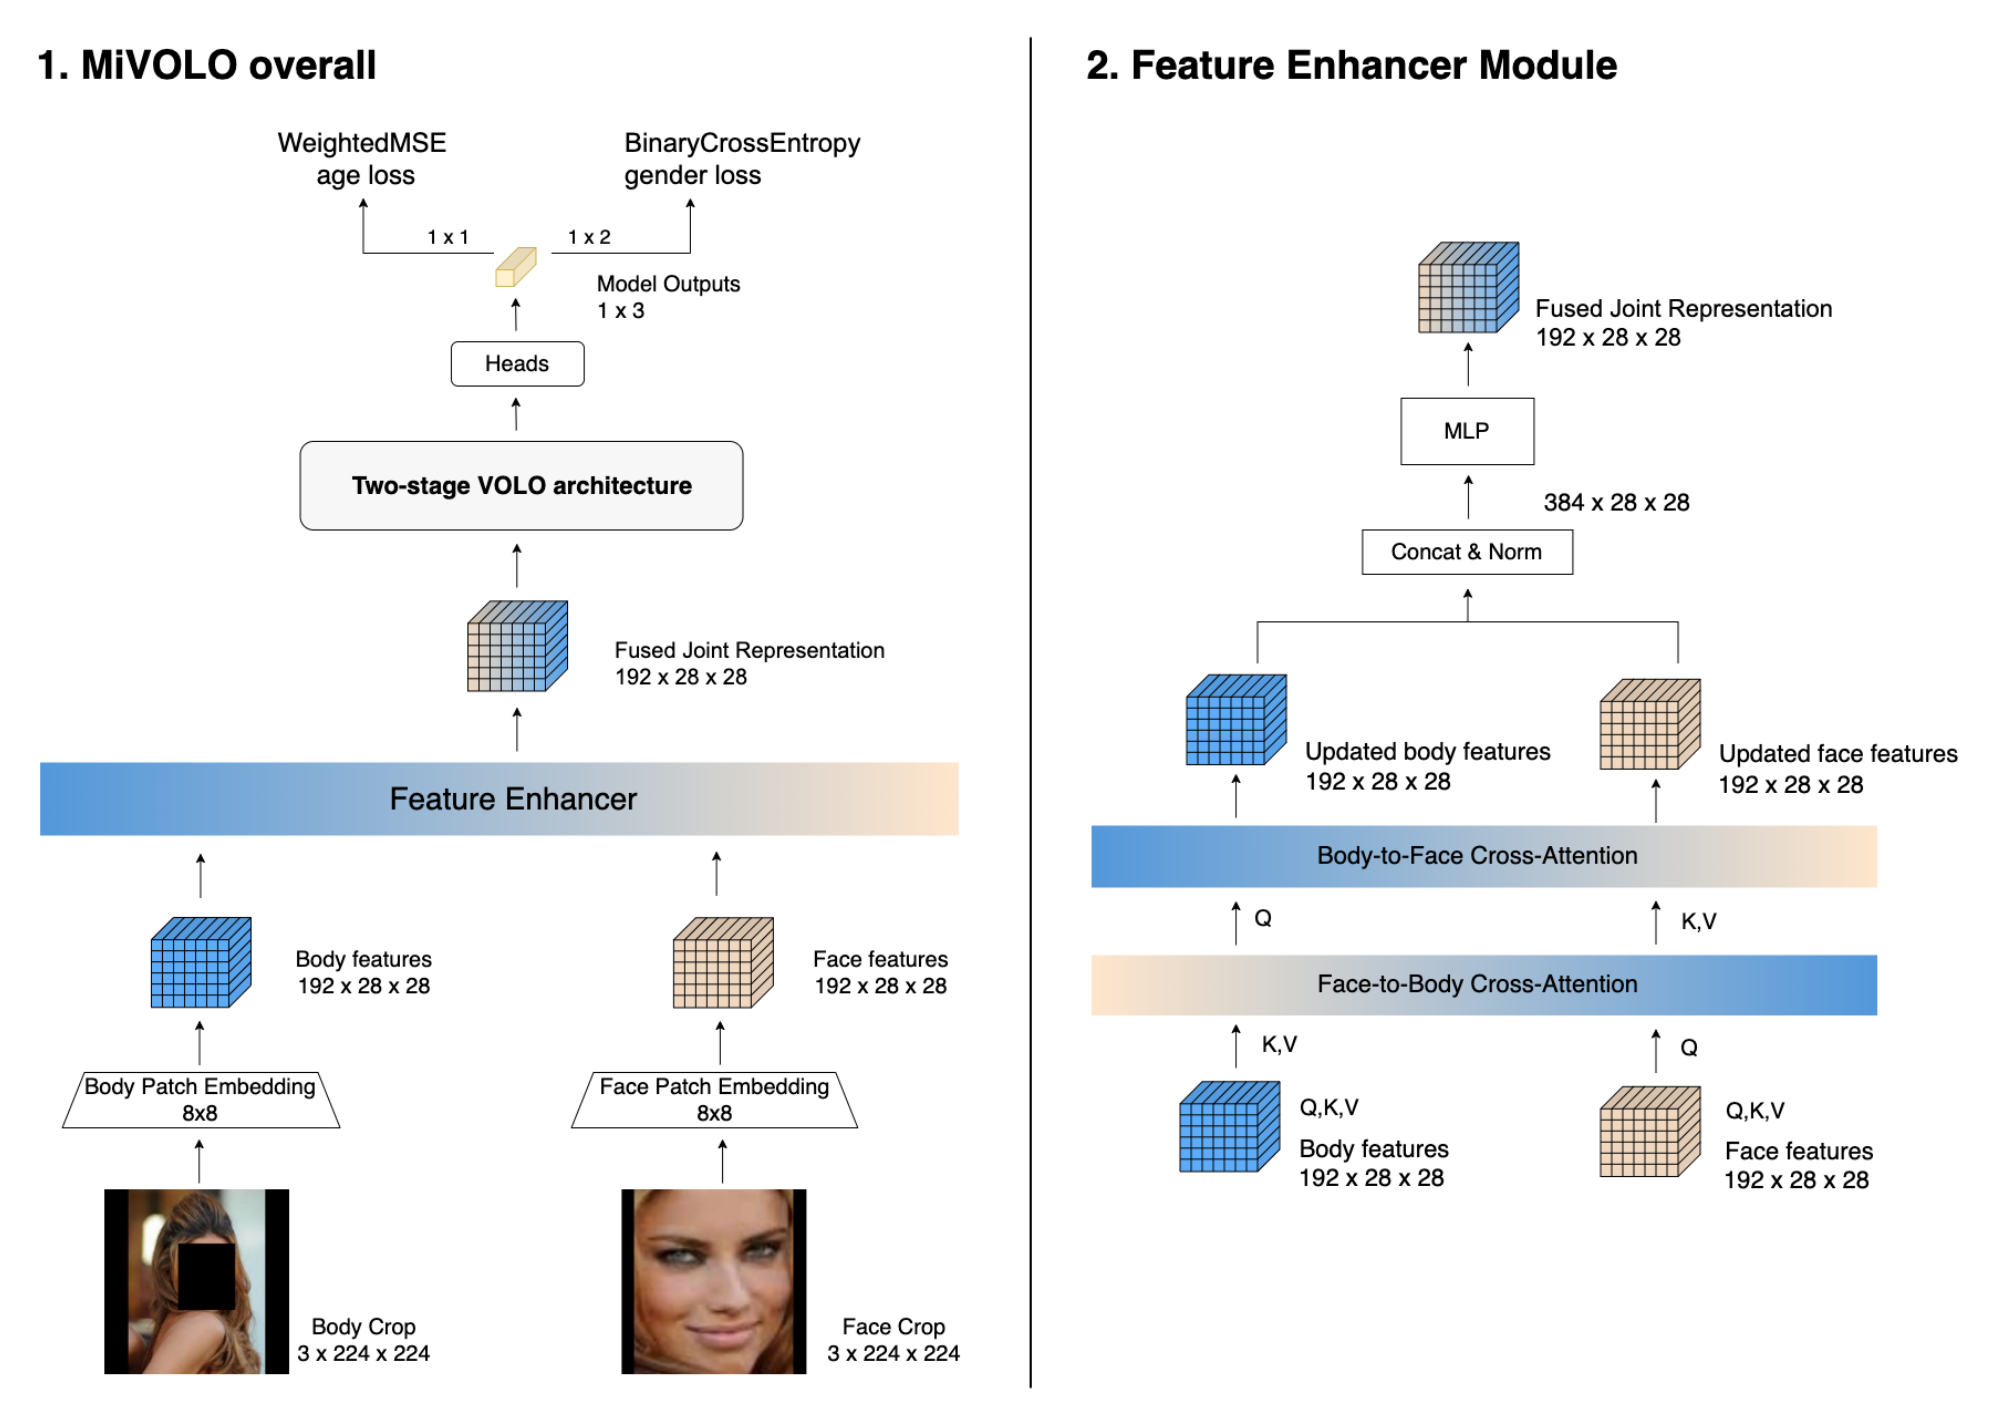 1. MiVOLO overall
WeightedMSE
age loss
BinaryCrossEntropy
gender loss
1 x 1
1 x 2
Model Outputs
1 x 3
Heads
Two-stage VOLO architecture
Fused Joint Representation
192 x 28 x 28
Feature Enhancer
Body features
192 x 28 x 28
Face features
192 x 28 x 28
Body Patch Embedding
8x8
Face Patch Embedding
8x8
Body Crop
3 x 224 x 224
Face Crop
3 x 224 x 224
2. Feature Enhancer Module
Fused Joint Representation
192 x 28 x 28
MLP
384 x 28 x 28
Concat & Norm
Updated body features
192 x 28 x 28
Updated face features
192 x 28 x 28
Body-to-Face Cross-Attention
Q
K,V
Face-to-Body Cross-Attention
K,V
Q
Q,K,V
Body features
192 x 28 x 28
Q,K,V
Face features
192 x 28 x 28